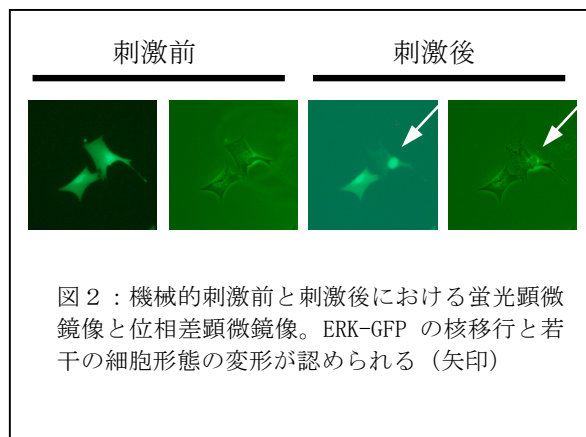 刺激前
刺激後
図２：機械的刺激前と刺激後における蛍光顕微
鏡像と位相差顕微鏡像。ERK-GFP の核移行と若
干の細胞形態の変形が認められる（矢印）